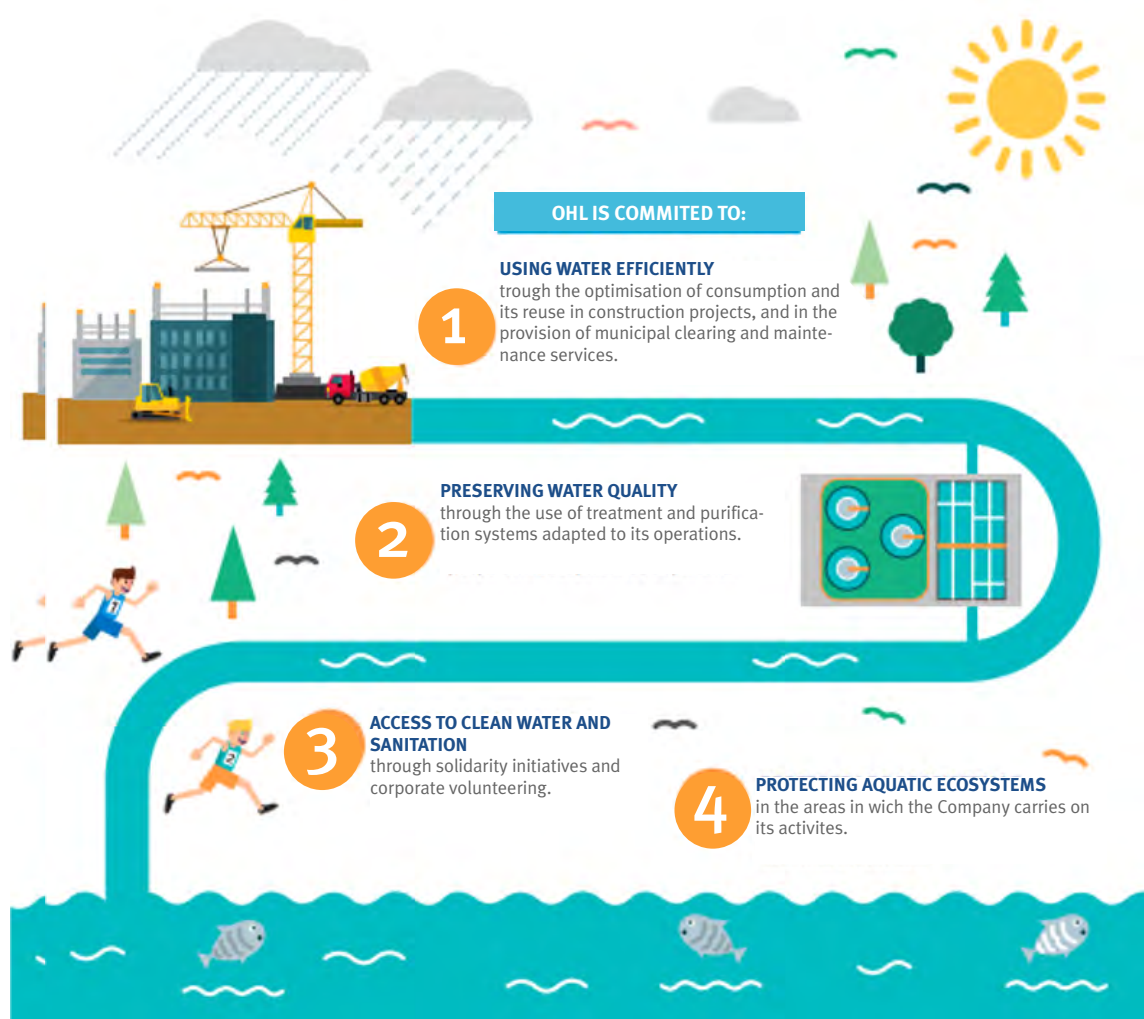 OHL IS COMMITED TO:
1
USING WATER EFFICIENTLY
trough the optimisation of consumption and
its reuse in construction projects, and in the
provision of municipal clearing and mainte-
nance services.
2
PRESERVING WATER QUALITY
through the use of treatment and purifica-
tion systems adapted to its operations.
1
3
ACCESS TO CLEAN WATER AND
SANITATION
through solidarity initiatives and
corporate volunteering.
2
4
PROTECTING AQUATIC ECOSYSTEMS
in the areas in wich the Company carries on
its activites.